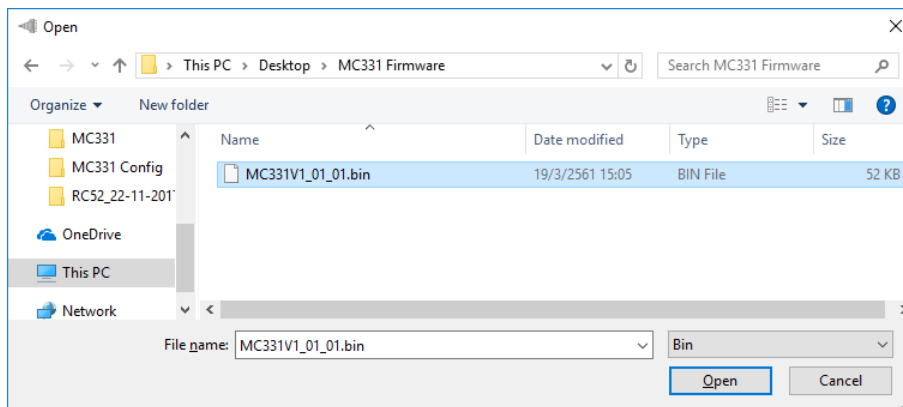 Open
This PC > Desktop > MC331 Firmware
Search MC331 Firmware
Organize
New folder
MC331
MC331 Config
RC52_22-11-201
OneDrive
This PC
Network
Name
Date modified
Type
Size
MC331V1_01_01.bin
19/3/2561 15:05
BIN File
52 KB
File name:
MC331V1_01_01.bin
Bin
Open
Cancel